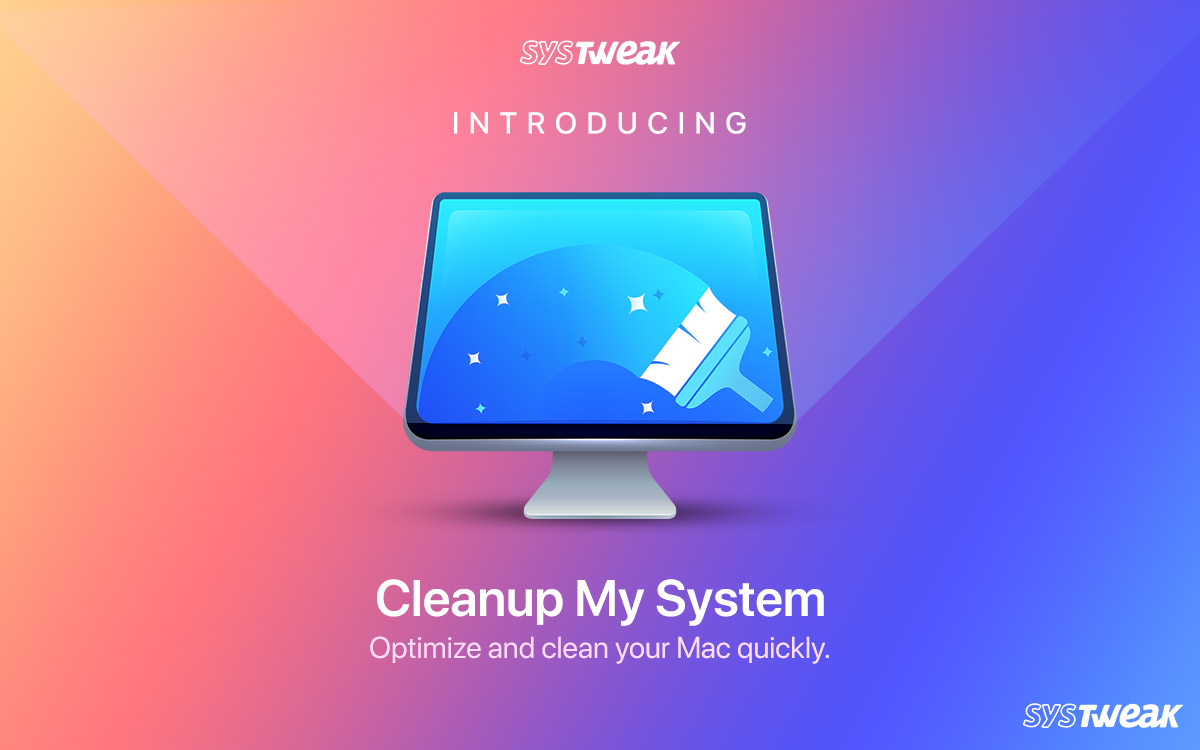 SYSTweak
INTRODUCING
Cleanup My System
Optimize and clean your Mac quickly.
SYSTweak